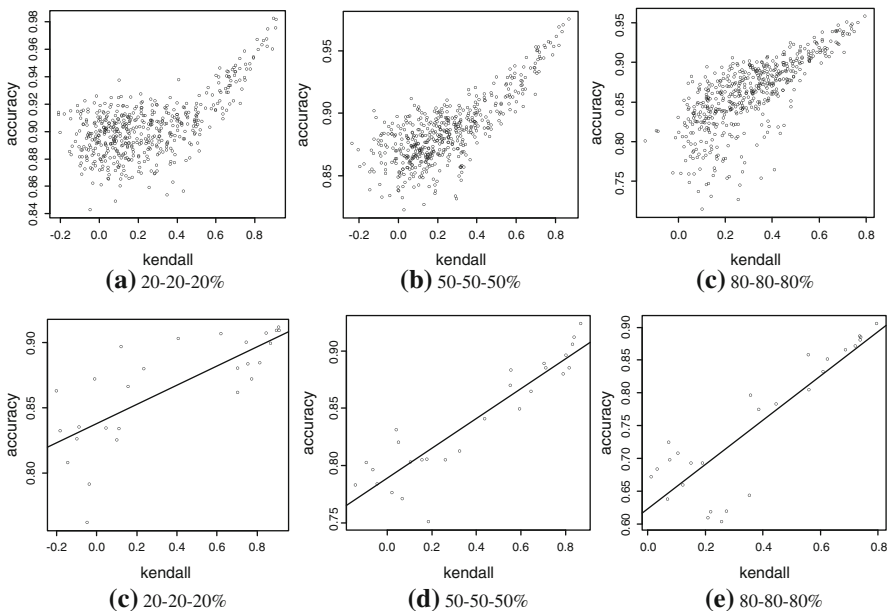 accuracy
0.84 0.86 0.88 0.90 0.92 0.94 0.96 0.98
-0.2 0.0 0.2 0.4 0.6 0.8
kendall
(a) 20-20-20%
accuracy
0.85 0.90 0.95
-0.2 0.0 0.2 0.4 0.6 0.8
kendall
(b) 50-50-50%
accuracy
0.75 0.80 0.85 0.90 0.95
0.0 0.2 0.4 0.6 0.8
kendall
(c) 80-80-80%
accuracy
0.80 0.85 0.90
-0.2 0.0 0.2 0.4 0.6 0.8
kendall
(c) 20-20-20%
accuracy
0.75 0.80 0.85 0.90
0.0 0.2 0.4 0.6 0.8
kendall
(d) 50-50-50%
accuracy
0.60 0.65 0.70 0.75 0.80 0.85 0.90
0.0 0.2 0.4 0.6 0.8
kendall
(e) 80-80-80%